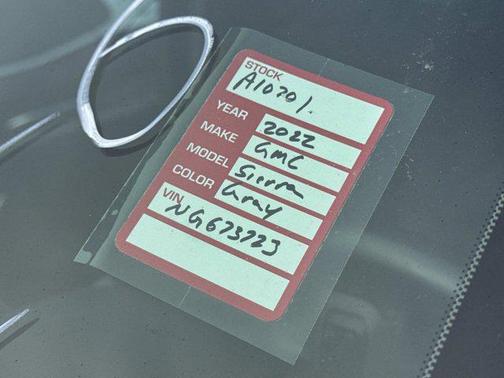 STOCK
A10701.
YEAR 2022
MAKE GMC
MODEL Sierra
COLOR Gray
VIN
NG673723